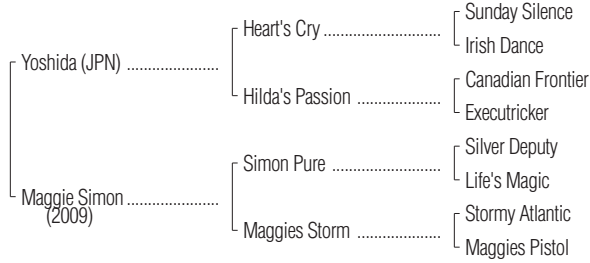 Sunday Silence
Heart's Cry
Irish Dance
Yoshida (JPN)
Canadian Frontier
Hilda's Passion
Executricker
Silver Deputy
Simon Pure
Life's Magic
Maggie Simon
(2009)
Stormy Atlantic
Maggies Storm
Maggies Pistol